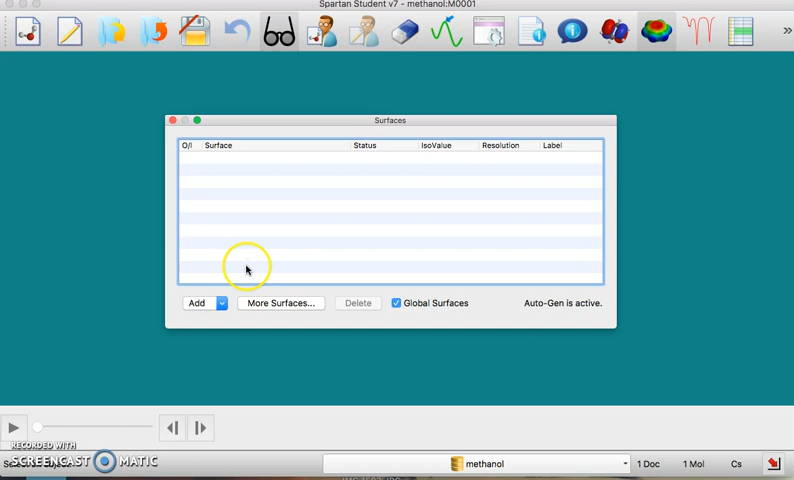 Spartan Student v7 - methanol:M0001
»
Surfaces
O/I Surface Status IsoValue Resolution Label
Add More Surfaces... Delete Global Surfaces Auto-Gen is active.
RECORDED WITH
SCREENCAST MATIC
methanol 1 Doc 1 Mol Cs